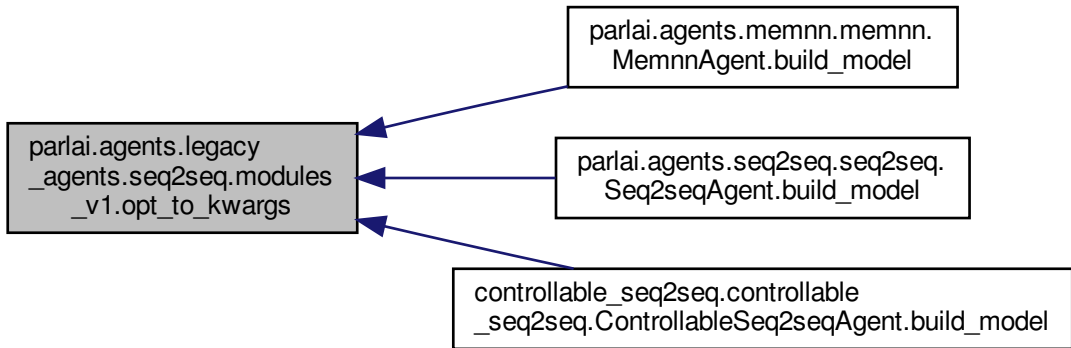 parlai.agents.legacy
_agents.seq2seq.modules
_v1.opt_to_kwargs
parlai.agents.memnn.memnn.
MemnnAgent.build_model
parlai.agents.seq2seq.seq2seq.
Seq2seqAgent.build_model
controllable_seq2seq.controllable
_seq2seq.ControllableSeq2seqAgent.build_model